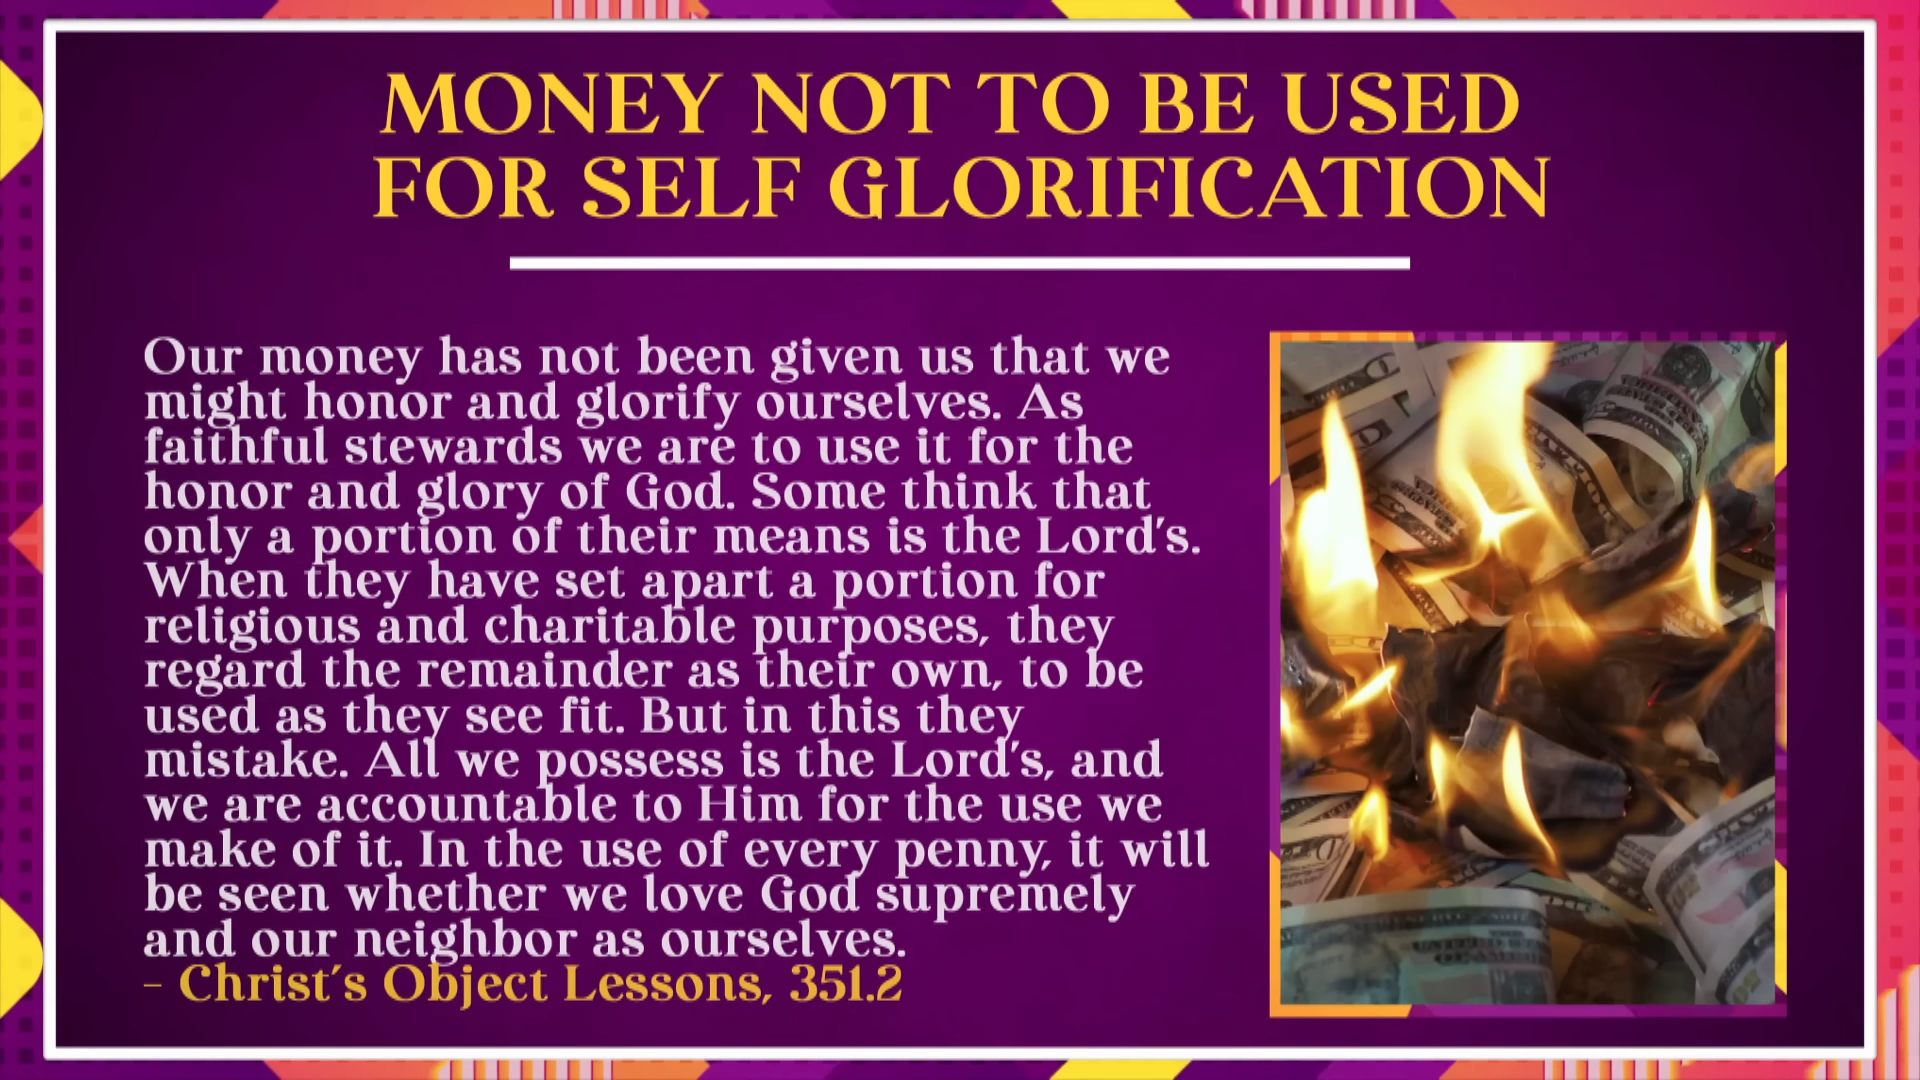 MONEY NOT TO BE USED
FOR SELF GLORIFICATION
Our money has not been given us that we
might honor and glorify ourselves. As
faithful stewards we are to use it for the
honor and glory of God. Some think that
only a portion of their means is the Lord's.
When they have set apart a portion for
religious and charitable purposes, they
regard the remainder as their own, to be
used as they see fit. But in this they
mistake. All we possess is the Lord's, and
we are accountable to Him for the use we
make of it. In the use of every penny, it will
be seen whether we love God supremely
and our neighbor as ourselves.
– Christ's Object Lessons, 351.2